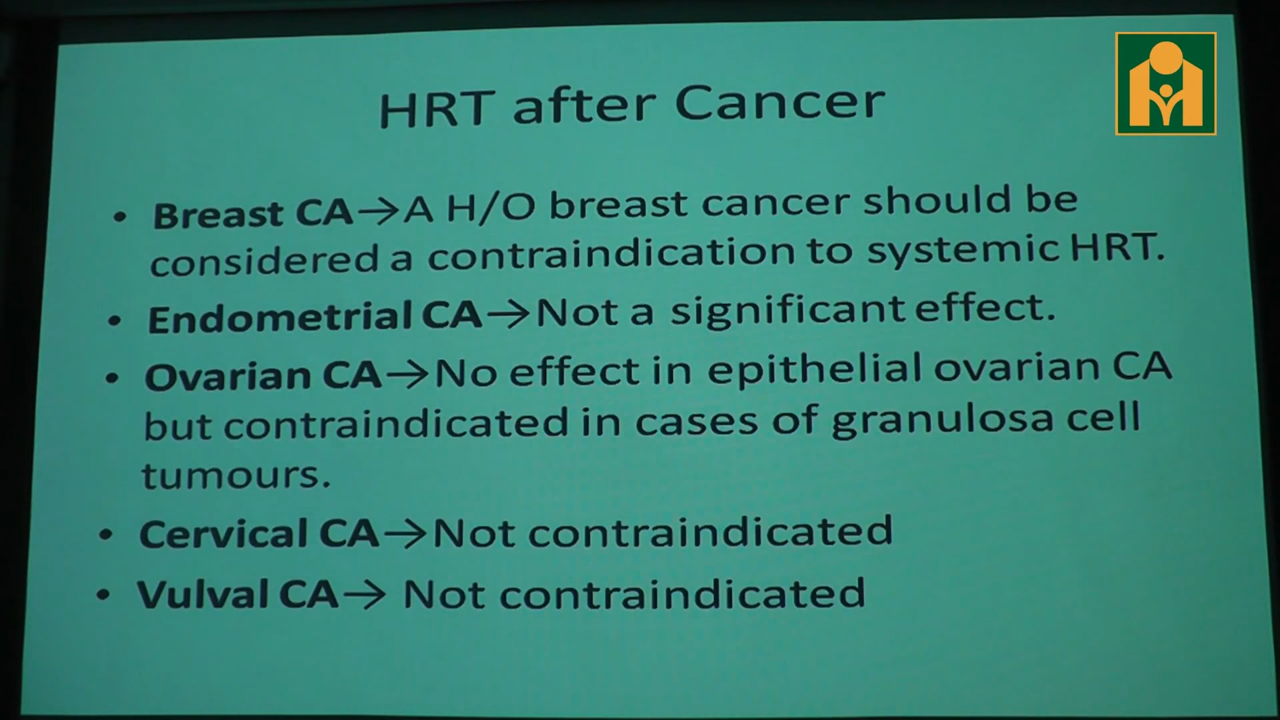 HRT after Cancer
• Breast CA→A H/O breast cancer should be
considered a contraindication to systemic HRT.
• Endometrial CA→Not a significant effect.
• Ovarian CA→No effect in epithelial ovarian CA
but contraindicated in cases of granulosa cell
tumours.
• Cervical CA→Not contraindicated
• Vulval CA→ Not contraindicated